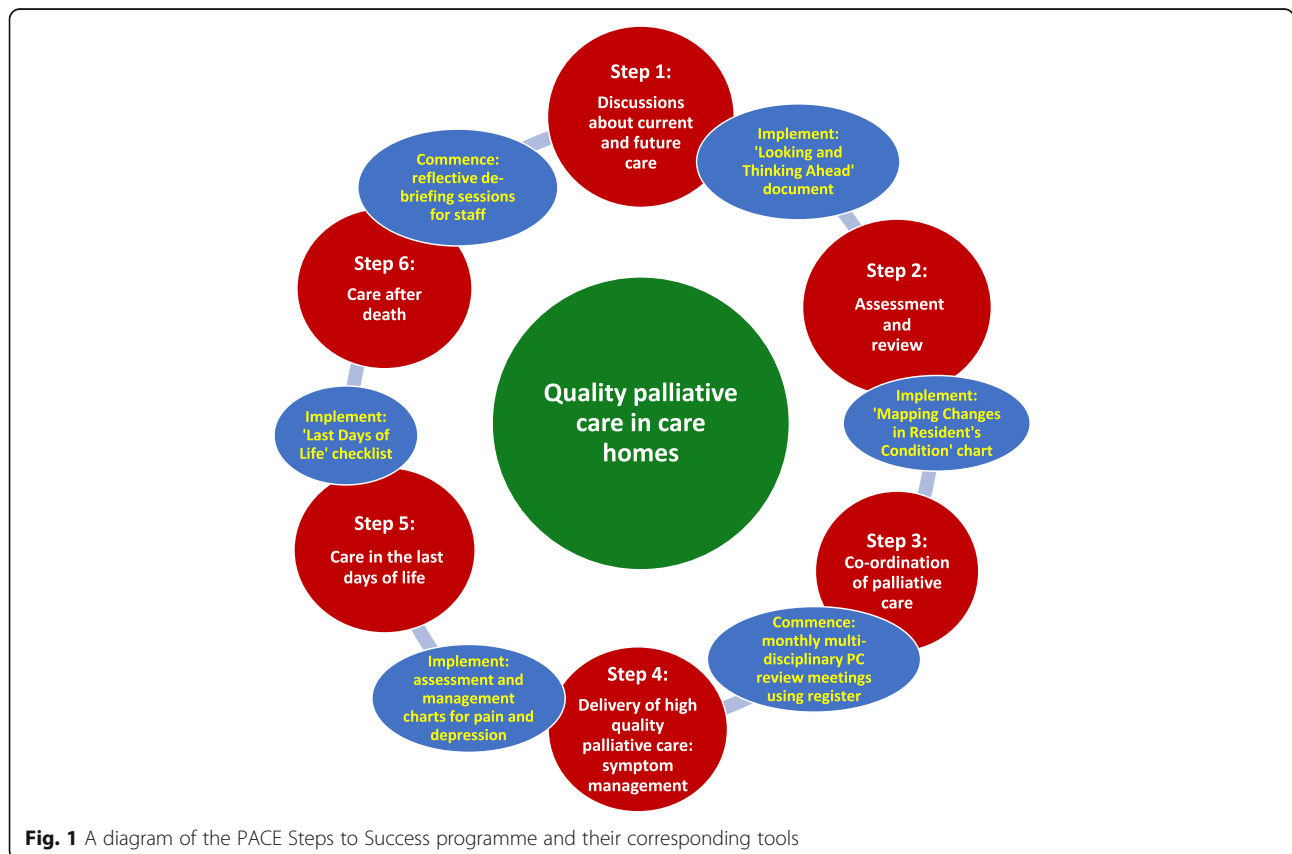 Step 1:
Discussions
about current
and future
care
Implement:
'Looking and
Thinking Ahead'
document
Step 2:
Assessment
and
review
Implement:
'Mapping Changes
in Resident's
Condition' chart
Step 3:
Co-ordination
of palliative
care
Commence:
monthly multi-
disciplinary PC
review meetings
using register
Step 4:
Delivery of high
quality
palliative care:
symptom
management
Implement:
assessment and
management
charts for pain and
depression
Step 5:
Care in the last
days of life
Implement:
'Last Days of
Life' checklist
Step 6:
Care after
death
Commence:
reflective de-
briefing sessions
for staff
Quality palliative
care in care
homes
Fig. 1 A diagram of the PACE Steps to Success programme and their corresponding tools